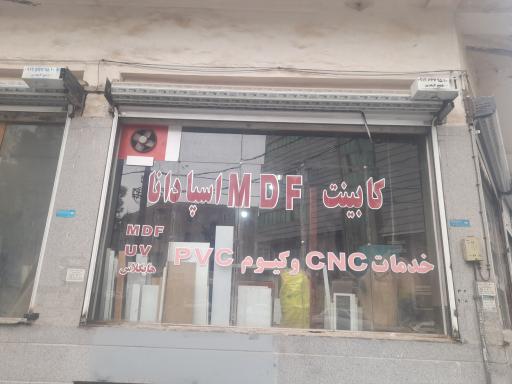 کابینت MDF اسپادانا
خدمات CNC وکیوم PVC
MDF
UV
هایگلاس